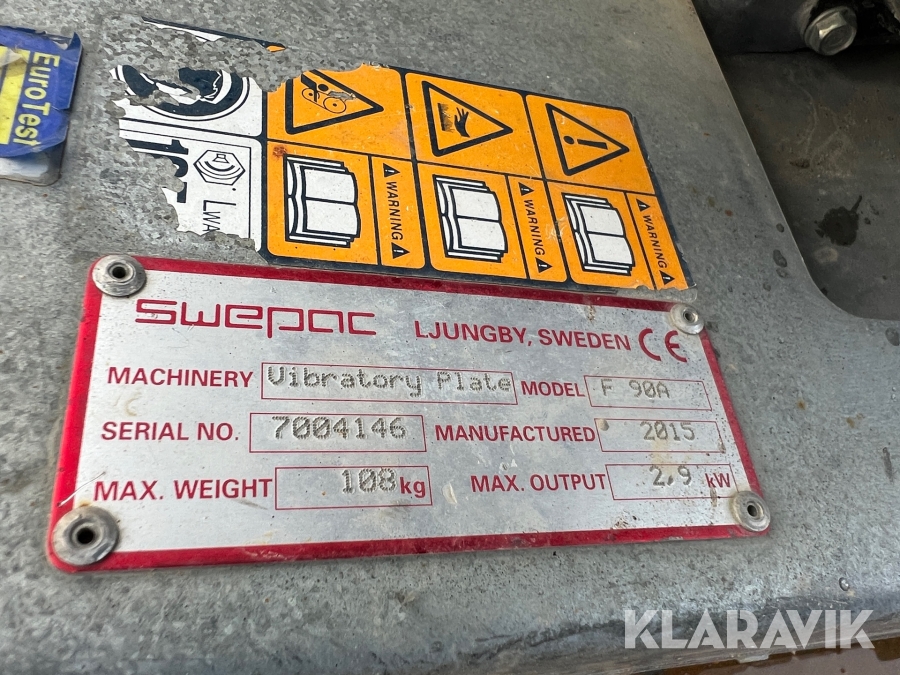 EuroTest
LWA
WARNING
WARNING
WARNING
swepac LJUNGBY, SWEDEN CE
MACHINERY Vibratory Plate MODEL F 90A
SERIAL NO. 7004146 MANUFACTURED 2015
MAX. WEIGHT 108 kg MAX. OUTPUT 2.9 kW
KLARAVIK